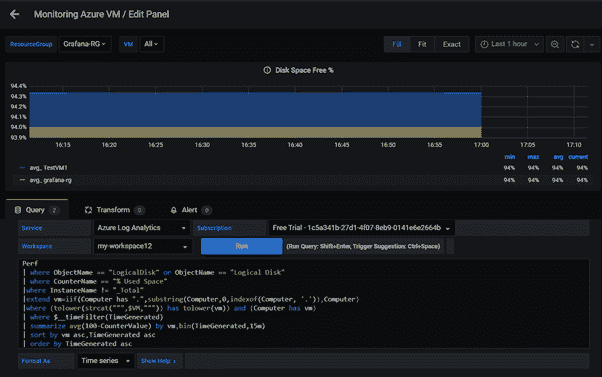 Monitoring Azure VM / Edit Panel
ResourceGroup Grafana-RG VM All Fill Fit Exact Last 1 hour
Disk Space Free %
94.4%
94.3%
94.2%
94.1%
94.0%
93.9%
16:15 16:20 16:25 16:30 16:35 16:40 16:45 16:50 16:55 17:00 17:05 17:10
min max avg current
avg_ TestVM1 94% 94% 94% 94%
avg_ grafana-rg 94% 94% 94% 94%
Query 2 Transform 0 Alert 0
Service Azure Log Analytics Subscription Free Trial - 1c5a341b-27d1-4f07-8eb9-0141e6e2664b
Workspace my-workspace12 Run (Run Query: Shift+Enter, Trigger Suggestion: Ctrl+Space)
Perf
| where ObjectName == "LogicalDisk" or ObjectName == "Logical Disk"
| where CounterName == "% Used Space"
|where InstanceName != "_Total"
|extend vm=iif(Computer has ".",substring(Computer,0,indexof(Computer, '.')),Computer)
|where (tolower(strcat(""",$VM,""")) has tolower(vm)) and (Computer has vm)
| where $__timeFilter(TimeGenerated)
| summarize avg(100-CounterValue) by vm,bin(TimeGenerated,15m)
| sort by vm asc,TimeGenerated asc
| order by TimeGenerated asc
Format As Time series Show Help >